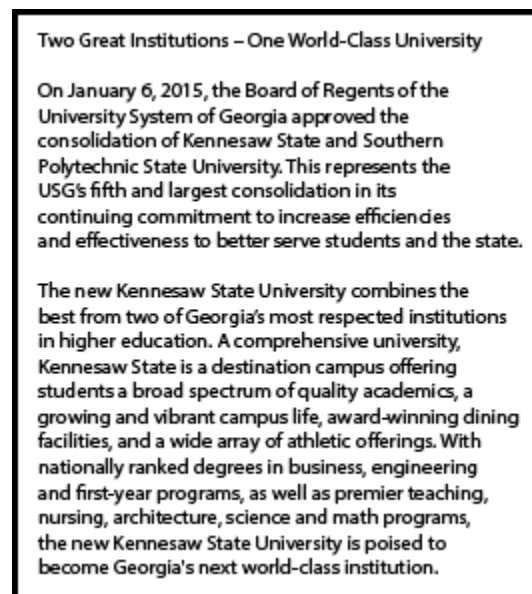 Two Great Institutions – One World-Class University
On January 6, 2015, the Board of Regents of the
University System of Georgia approved the
consolidation of Kennesaw State and Southern
Polytechnic State University. This represents the
USG's fifth and largest consolidation in its
continuing commitment to increase efficiencies
and effectiveness to better serve students and the state.
The new Kennesaw State University combines the
best from two of Georgia's most respected institutions
in higher education. A comprehensive university,
Kennesaw State is a destination campus offering
students a broad spectrum of quality academics, a
growing and vibrant campus life, award-winning dining
facilities, and a wide array of athletic offerings. With
nationally ranked degrees in business, engineering
and first-year programs, as well as premier teaching,
nursing, architecture, science and math programs,
the new Kennesaw State University is poised to
become Georgia's next world-class institution.